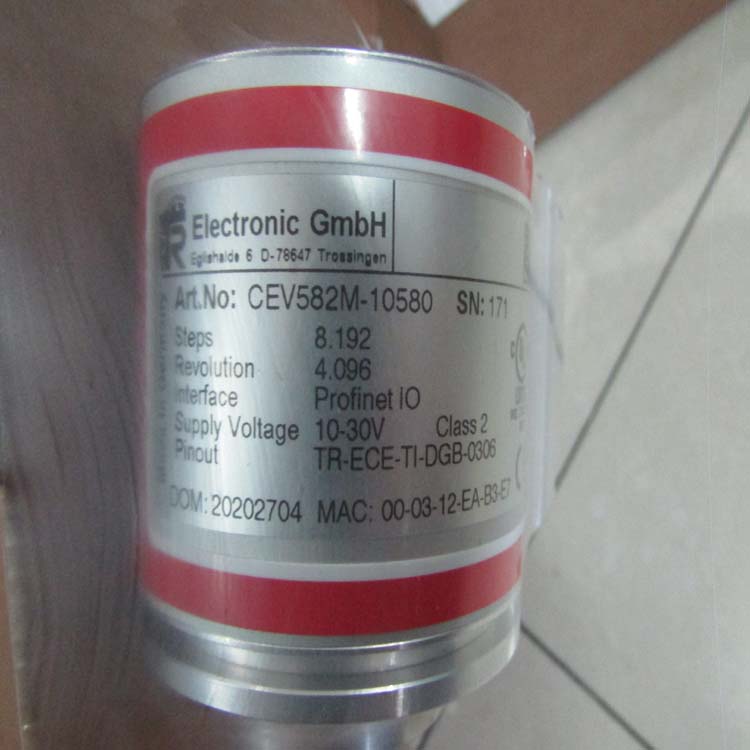 TR
Electronic GmbH
Eglishalde 6 D-78647 Trossingen
Art.No: CEV582M-10580 SN: 171
Steps 8.192
Revolution 4.096
Interface Profinet IO
Supply Voltage 10-30V Class 2
Pinout TR-ECE-TI-DGB-0306
DOM: 20202704 MAC: 00-03-12-EA-B3-E7